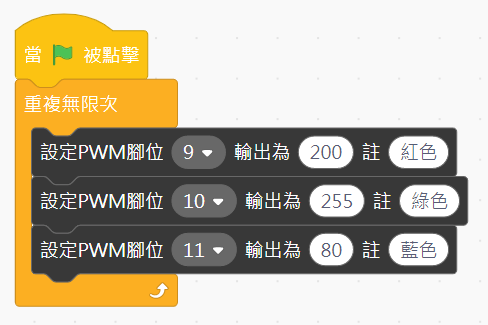 當 被點擊
重複無限次
設定PWM腳位 9 輸出為 200 註 紅色
設定PWM腳位 10 輸出為 255 註 綠色
設定PWM腳位 11 輸出為 80 註 藍色